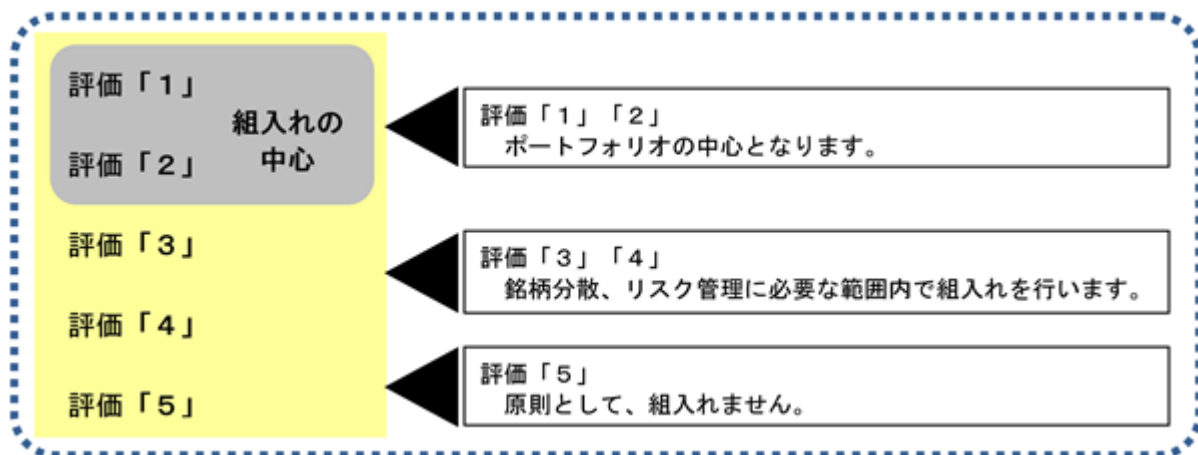 評価「１」
組入れの
中心
評価「２」
評価「３」
評価「４」
評価「５」
評価「１」「２」
ポートフォリオの中心となります。
評価「３」「４」
銘柄分散、リスク管理に必要な範囲内で組入れを行います。
評価「５」
原則として、組入れません。